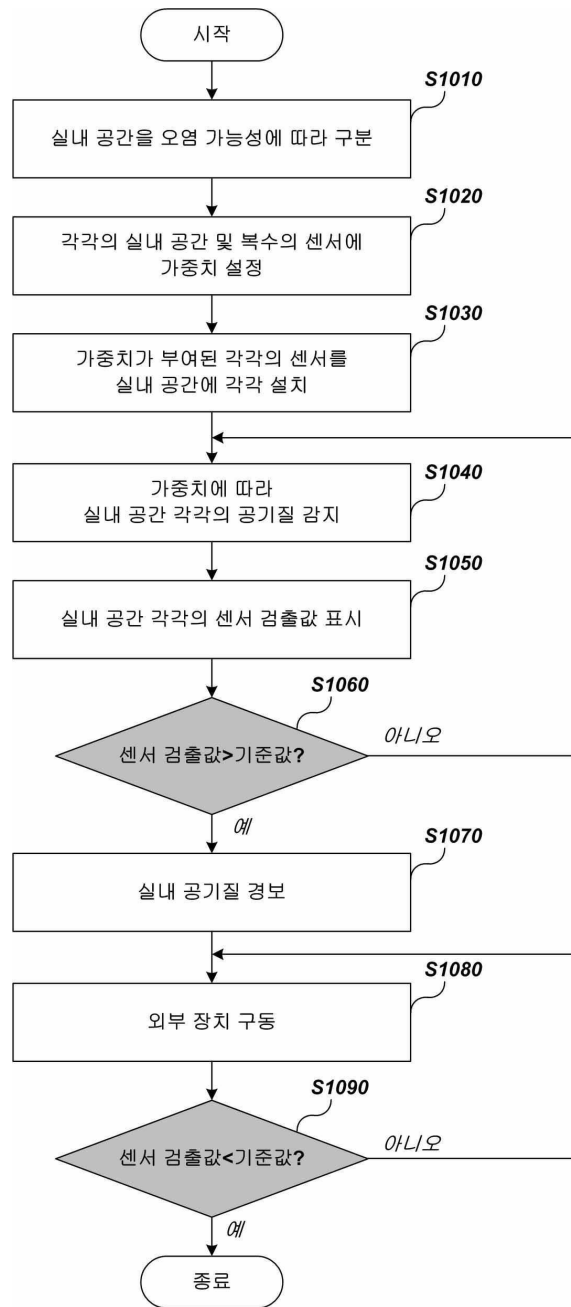 시작
S1010
실내 공간을 오염 가능성에 따라 구분
S1020
각각의 실내 공간 및 복수의 센서에
가중치 설정
S1030
가중치가 부여된 각각의 센서를
실내 공간에 각각 설치
S1040
가중치에 따라
실내 공간 각각의 공기질 감지
S1050
실내 공간 각각의 센서 검출값 표시
S1060
센서 검출값>기준값?
아니오
예
S1070
실내 공기질 경보
S1080
외부 장치 구동
S1090
센서 검출값<기준값?
아니오
예
종료